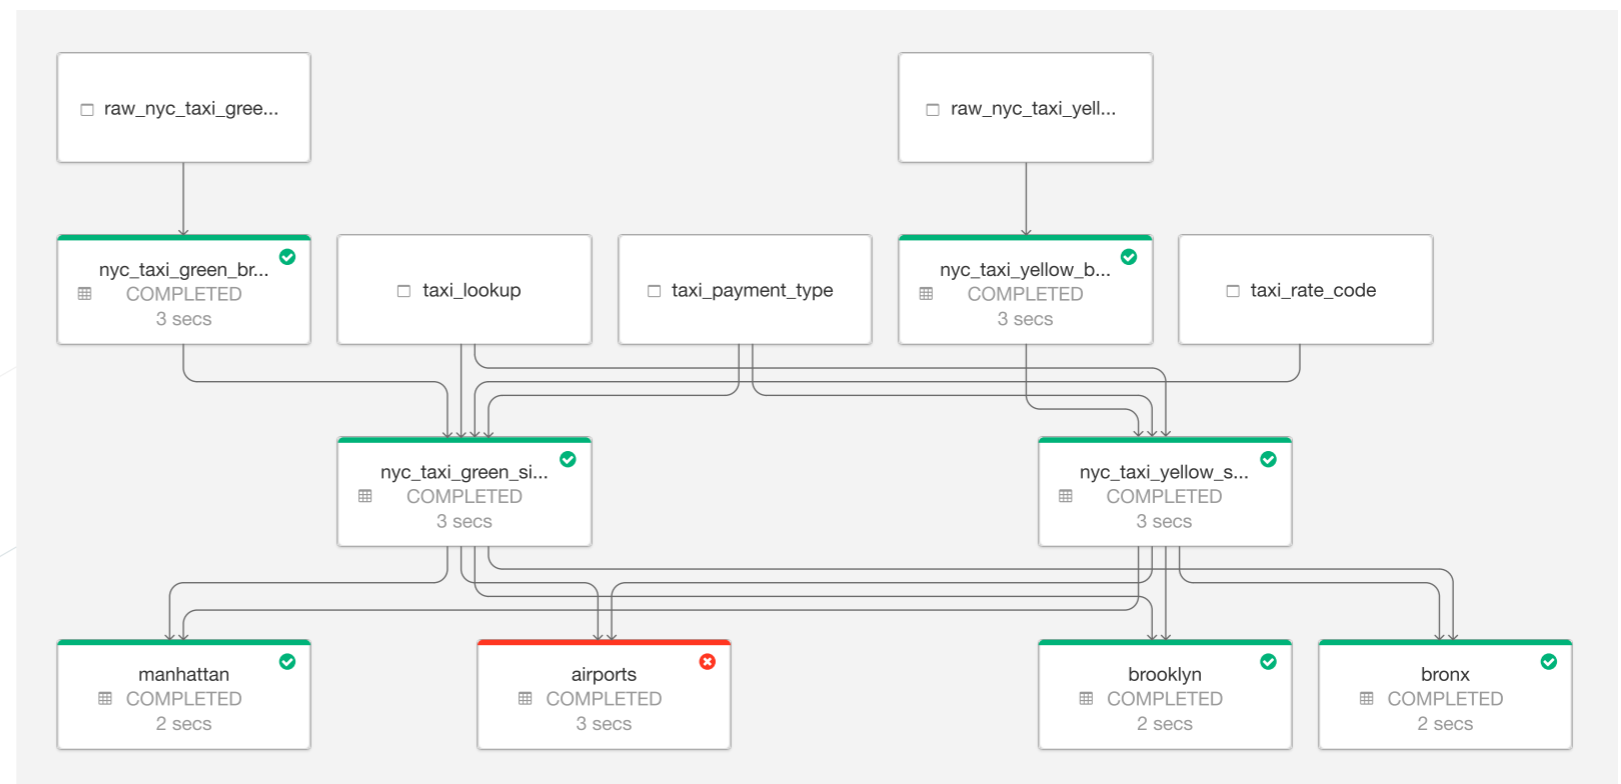 raw_nyc_taxi_gree...
raw_nyc_taxi_yell...
nyc_taxi_green_br...
COMPLETED
3 secs
taxi_lookup
taxi_payment_type
nyc_taxi_yellow_b...
COMPLETED
3 secs
taxi_rate_code
nyc_taxi_green_si...
COMPLETED
3 secs
nyc_taxi_yellow_s...
COMPLETED
3 secs
manhattan
COMPLETED
2 secs
airports
COMPLETED
3 secs
brooklyn
COMPLETED
2 secs
bronx
COMPLETED
2 secs